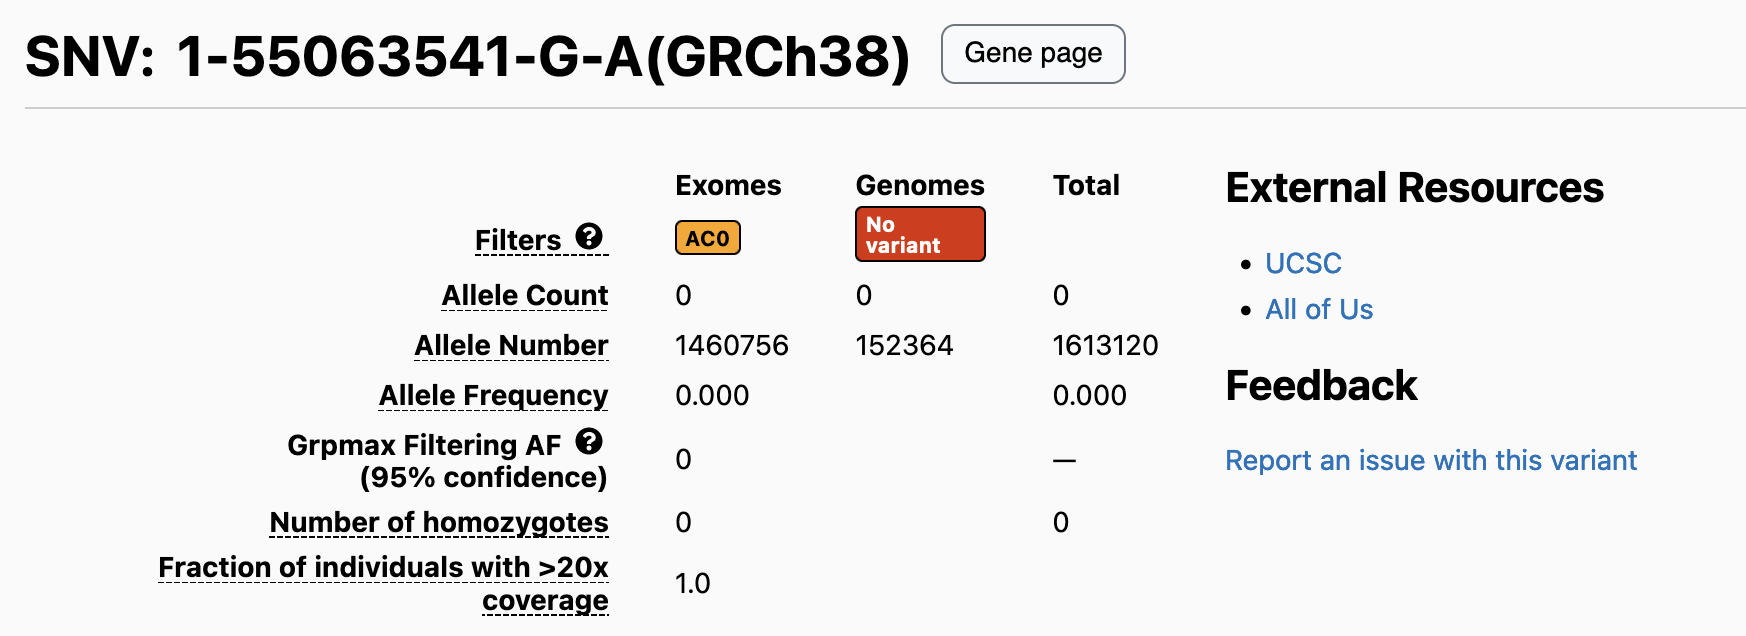 SNV: 1-55063541-G-A(GRCh38) Gene page
Exomes Genomes Total
Filters ? AC0 No variant
Allele Count 0 0 0
Allele Number 1460756 152364 1613120
Allele Frequency 0.000 0.000
Grpmax Filtering AF ?
(95% confidence) 0 —
Number of homozygotes 0 0
Fraction of individuals with >20x
coverage 1.0
External Resources
• UCSC
• All of Us
Feedback
Report an issue with this variant